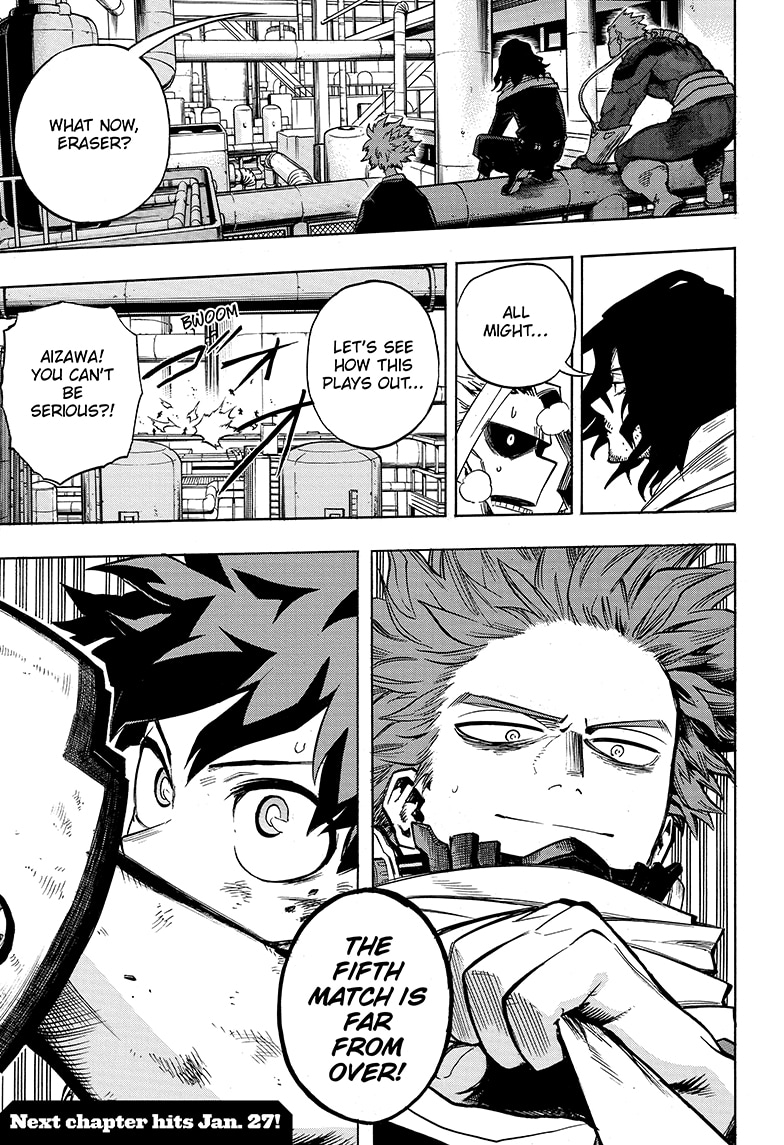 WHAT NOW,
ERASER?
ALL
MIGHT...
LET'S SEE
HOW THIS
PLAYS OUT...
BWOOM
AIZAWA!
YOU CAN'T
BE
SERIOUS?!
THE
FIFTH
MATCH IS
FAR
FROM
OVER!
Next chapter hits Jan. 27!